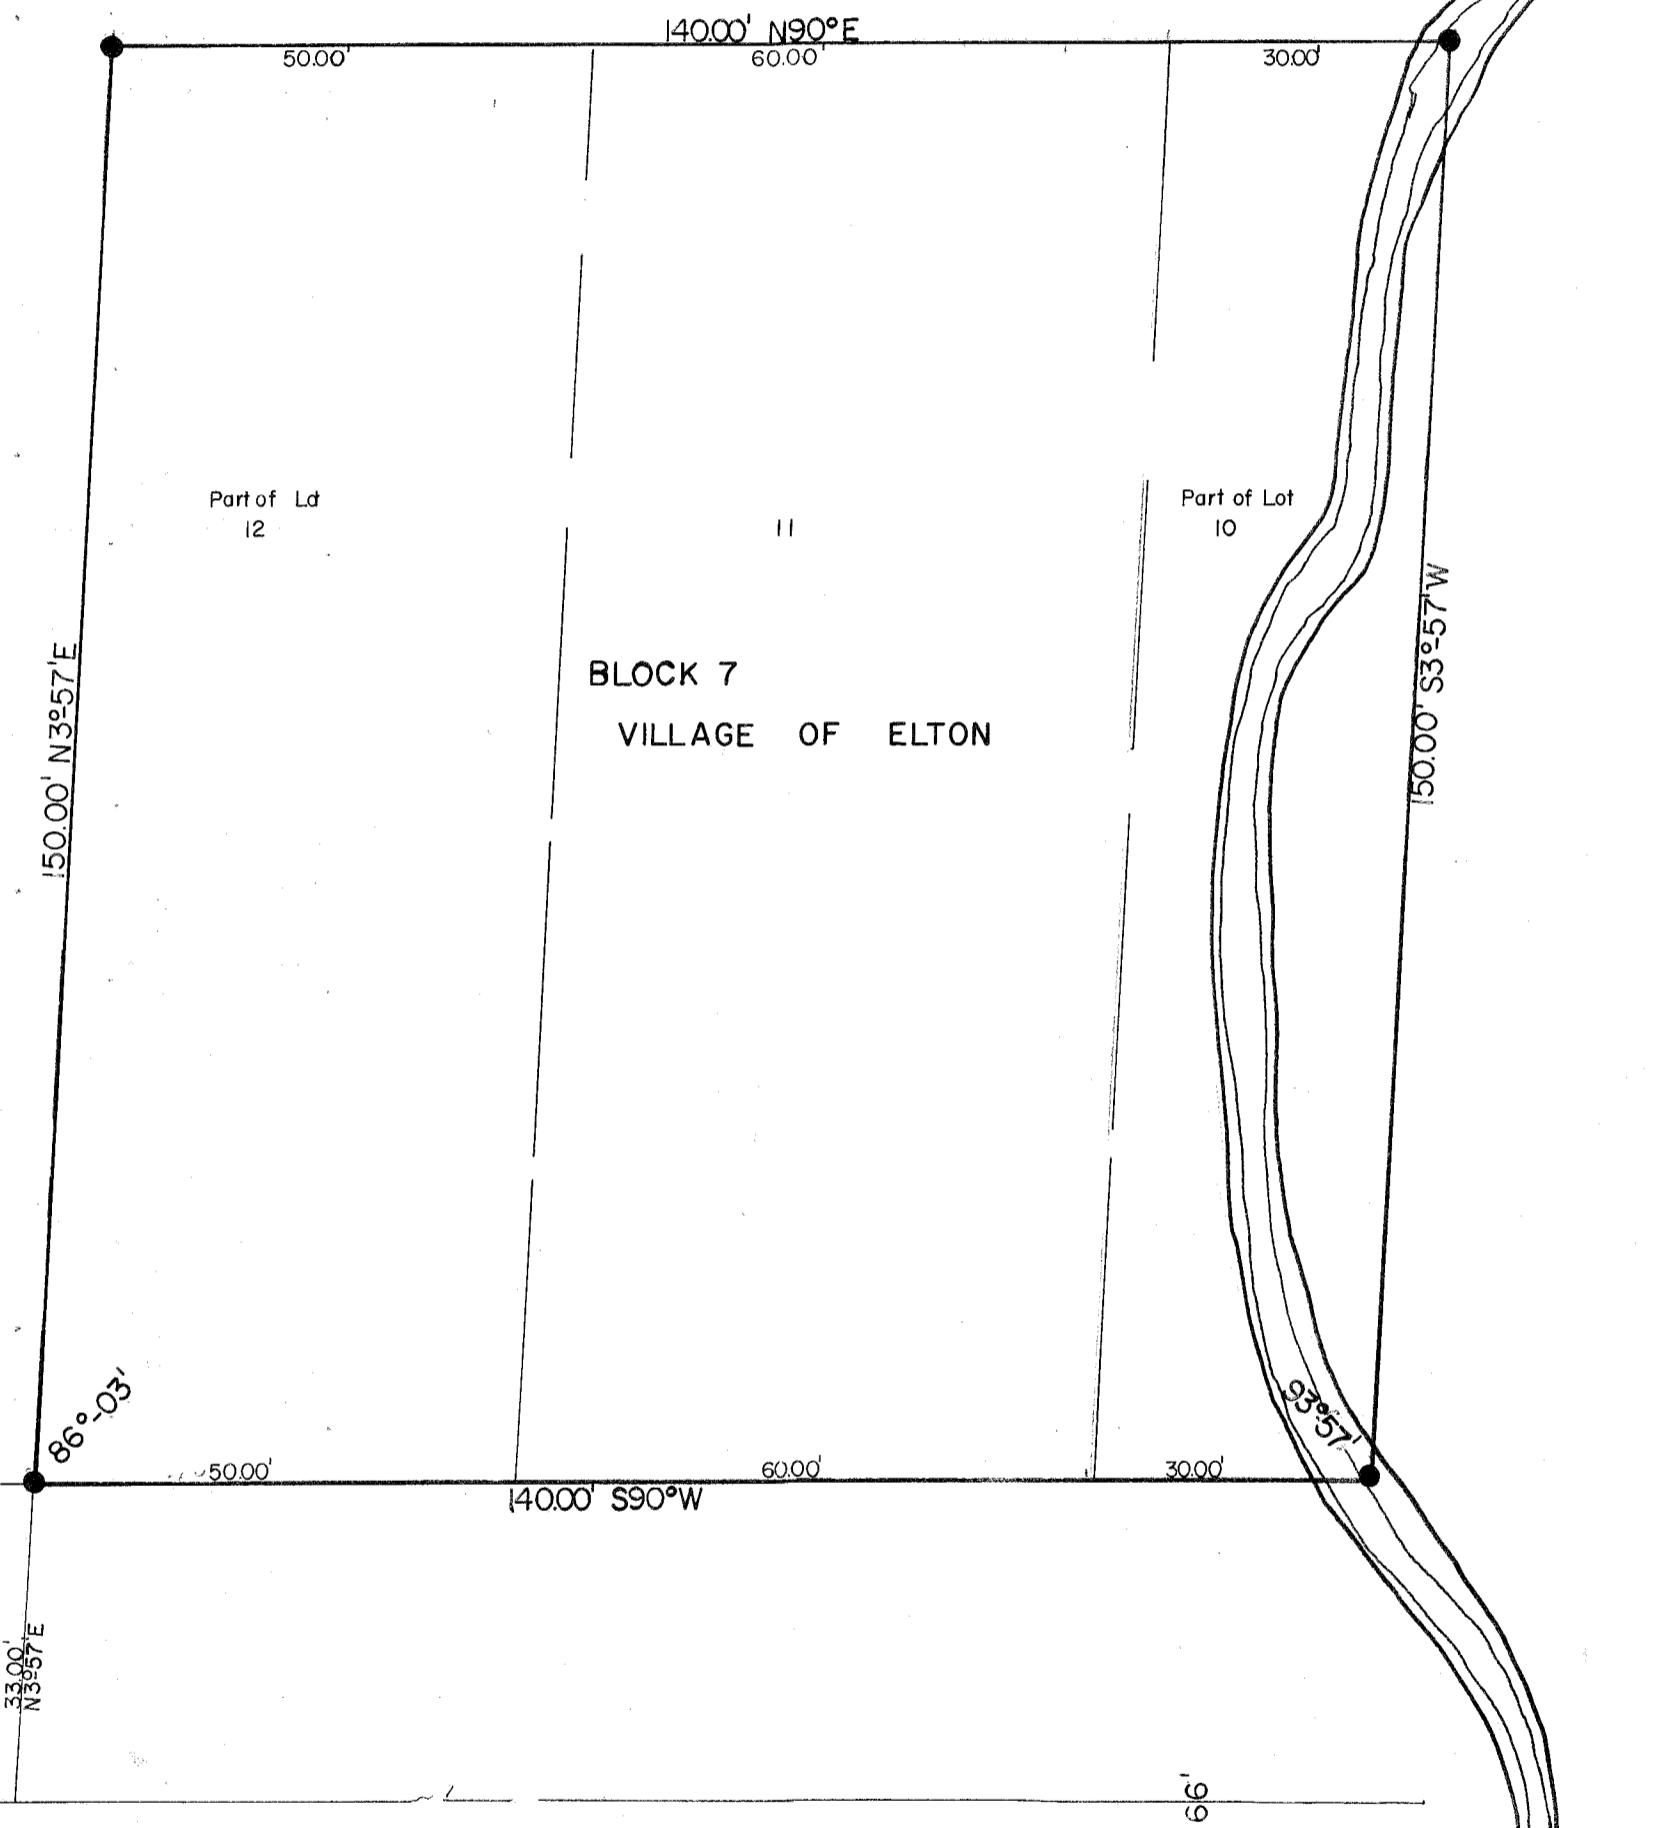 140.00' N90°E
50.00'
60.00'
30.00'
Part of Lot
12
11
Part of Lot
10
150.00' N3°-57'E
150.00' S3°-57'W
BLOCK 7
VILLAGE OF ELTON
86°-03'
93°-57'
50.00'
60.00'
30.00'
140.00' S90°W
33.00'
N3°57'E
66'